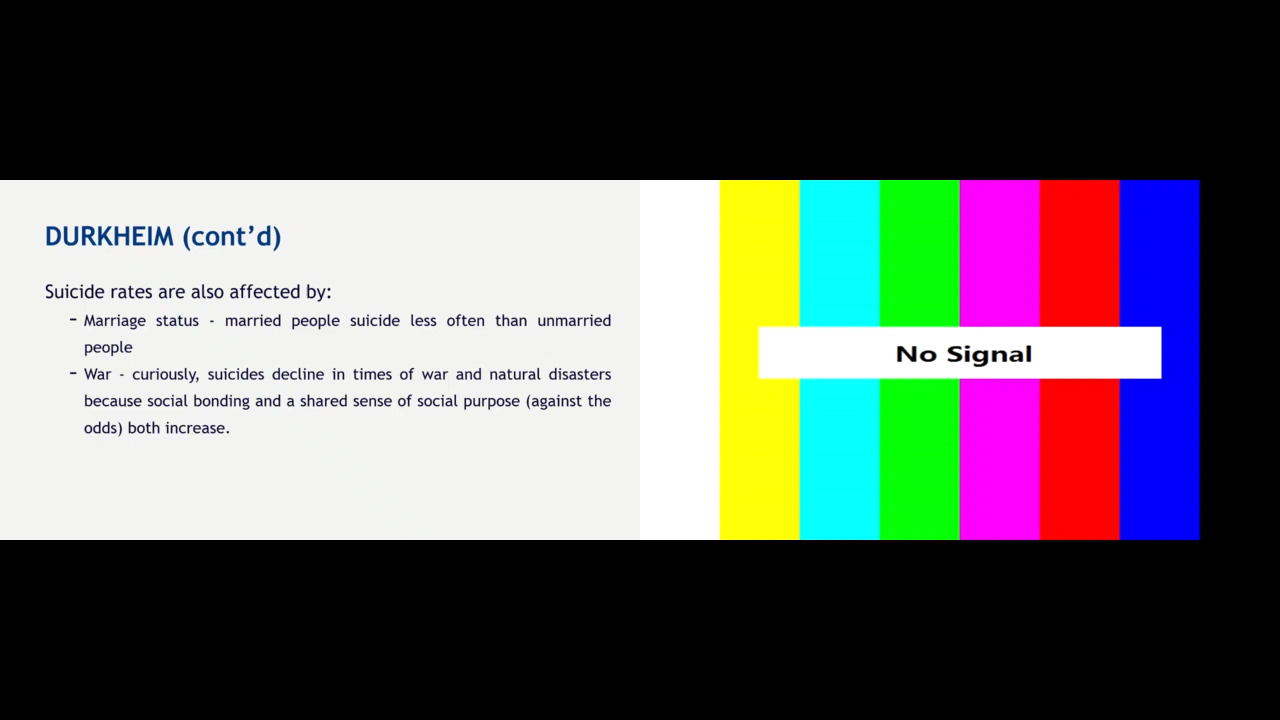 DURKHEIM (cont’d)
Suicide rates are also affected by:
- Marriage status - married people suicide less often than unmarried
people
- War - curiously, suicides decline in times of war and natural disasters
because social bonding and a shared sense of social purpose (against the
odds) both increase.
No Signal